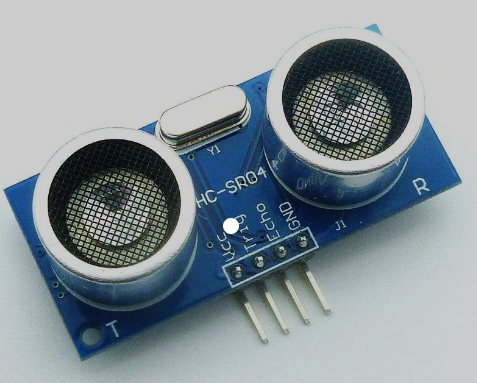 Y1
HC-SR04
R
Vcc
Trig
Echo
GND
J1
T